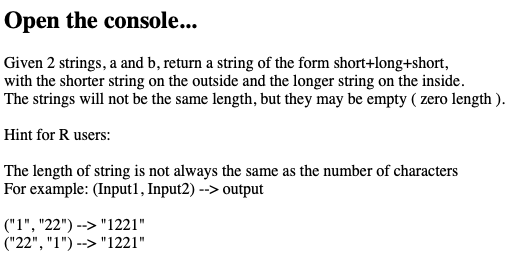 Open the console...
Given 2 strings, a and b, return a string of the form short+long+short,
with the shorter string on the outside and the longer string on the inside.
The strings will not be the same length, but they may be empty ( zero length ).
Hint for R users:
The length of string is not always the same as the number of characters
For example: (Input1, Input2) --> output
("1", "22") --> "1221"
("22", "1") --> "1221"